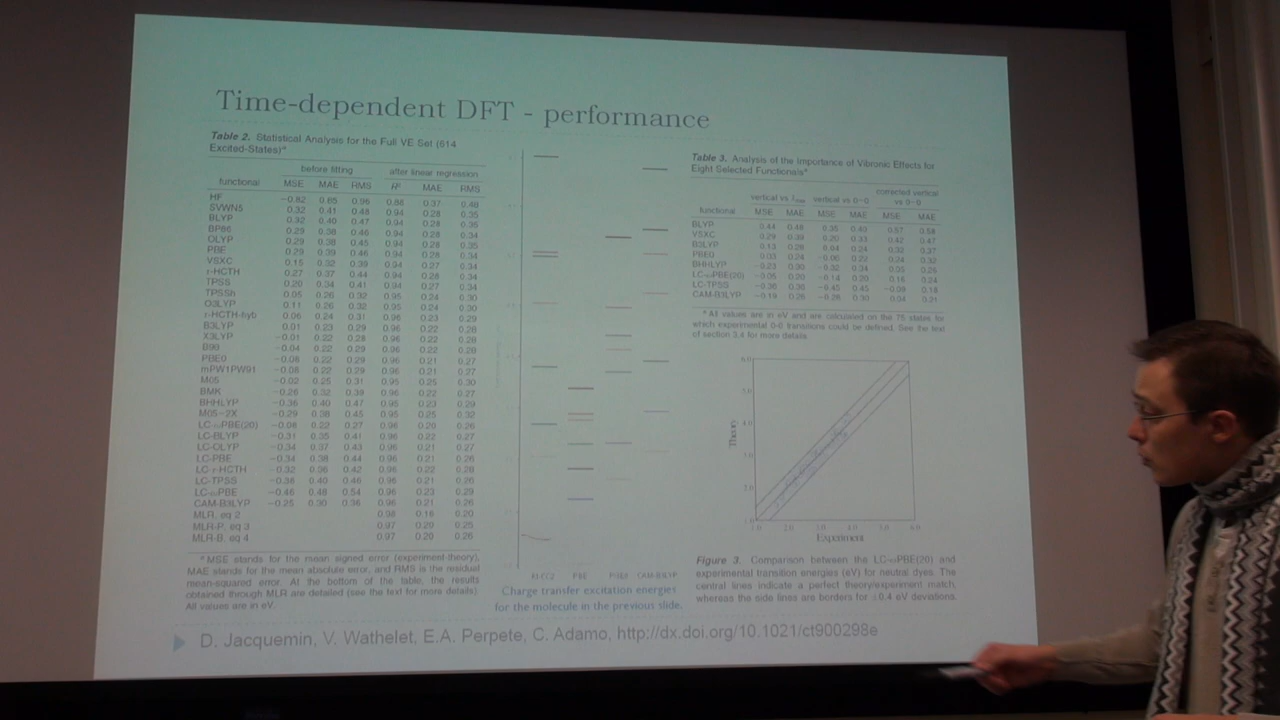 Time-dependent DFT - performance
Table 2. Statistical Analysis for the Full VE Set (614
Excited-States)ᵃ
before fitting after linear regression
functional MSE MAE RMS R² MAE RMS
HF −0.82 0.85 0.96 0.88 0.37 0.48
SVWN5 0.32 0.41 0.48 0.94 0.28 0.35
BLYP 0.32 0.40 0.47 0.94 0.28 0.35
BP86 0.29 0.38 0.46 0.94 0.28 0.34
OLYP 0.29 0.38 0.45 0.94 0.28 0.35
PBE 0.29 0.39 0.46 0.94 0.28 0.34
VSXC 0.15 0.32 0.39 0.94 0.27 0.34
τ-HCTH 0.27 0.37 0.44 0.94 0.28 0.34
TPSS 0.20 0.34 0.41 0.94 0.27 0.34
TPSSh 0.05 0.26 0.32 0.95 0.24 0.30
O3LYP 0.11 0.26 0.32 0.95 0.24 0.30
τ-HCTH-hyb 0.06 0.24 0.31 0.96 0.23 0.29
B3LYP 0.01 0.23 0.29 0.96 0.22 0.28
X3LYP −0.01 0.22 0.28 0.96 0.22 0.28
B98 −0.04 0.22 0.29 0.96 0.22 0.28
PBE0 −0.08 0.22 0.29 0.96 0.21 0.27
mPW1PW91 −0.08 0.22 0.29 0.96 0.21 0.27
M05 −0.02 0.25 0.31 0.95 0.25 0.30
BMK −0.26 0.32 0.39 0.96 0.22 0.27
BHHLYP −0.36 0.40 0.47 0.95 0.23 0.29
M05-2X −0.29 0.38 0.45 0.95 0.25 0.32
LC-ωPBE(20) −0.08 0.22 0.27 0.96 0.20 0.26
LC-BLYP −0.31 0.35 0.41 0.96 0.22 0.27
LC-OLYP −0.34 0.37 0.43 0.96 0.21 0.27
LC-PBE −0.34 0.38 0.44 0.96 0.21 0.26
LC-τ-HCTH −0.32 0.42 0.96 0.22 0.28
LC-TPSS −0.38 0.40 0.46 0.96 0.21 0.26
LC-ωPBE −0.46 0.48 0.54 0.96 0.23 0.29
CAM-B3LYP −0.25 0.30 0.36 0.96 0.21 0.26
MLR, eq 2 0.98 0.16 0.20
MLR-P, eq 3 0.97 0.20 0.25
MLR-B, eq 4 0.97 0.20 0.26
ᵃ MSE stands for the mean signed error (experiment-theory),
MAE stands for the mean absolute error, and RMS is the residual
mean-squared error. At the bottom of the table, the results
obtained through MLR are detailed (see the text for more details).
All values are in eV.
RI-CC2 PBE PBE0 CAM-B3LYP
Charge transfer excitation energies
for the molecule in the previous slide.
Table 3. Analysis of the Importance of Vibronic Effects for
Eight Selected Functionalsᵃ
vertical vs λmax vertical vs 0−0 corrected vertical
vs 0−0
functional MSE MAE MSE MAE MSE MAE
BLYP 0.44 0.48 0.35 0.40
VSXC 0.29 0.39 0.20 0.33 0.42 0.47
B3LYP 0.13 0.04 0.24
PBE0 0.03 0.24 −0.06 0.22
BHHLYP −0.23 0.30 −0.32 0.34
LC-ωPBE(20) −0.05 0.20 −0.14 0.20 0.16 0.24
LC-TPSS −0.36 −0.45 0.45 −0.09 0.18
CAM-B3LYP −0.19 0.26 −0.28 0.30 0.04 0.21
ᵃ All values are in eV and are calculated on the 75 states for
which experimental 0-0 transitions could be defined. See the text
of section 3.4 for more details.
6.0
5.0
4.0
3.0
2.0
1.0
Theory
1.0 2.0 3.0 4.0 5.0 6.0
Experiment
Figure 3. Comparison between the LC-ωPBE(20) and
experimental transition energies (eV) for neutral dyes. The
central lines indicate a perfect theory/experiment match,
whereas the side lines are borders for ±0.4 eV deviations.
D. Jacquemin, V. Wathelet, E.A. Perpete, C. Adamo, http://dx.doi.org/10.1021/ct900298e